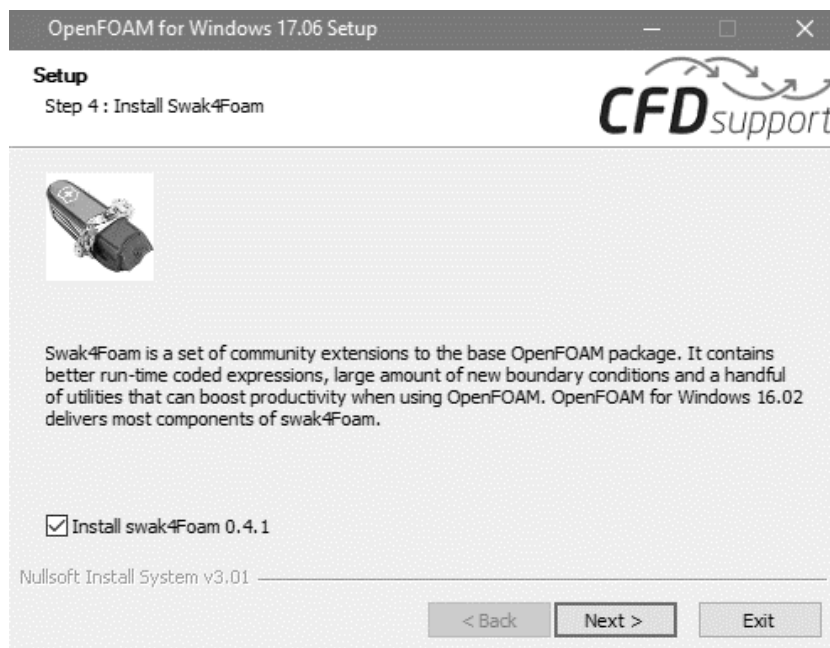 OpenFOAM for Windows 17.06 Setup
Setup
Step 4 : Install Swak4Foam
CFD support
Swak4Foam is a set of community extensions to the base OpenFOAM package. It contains
better run-time coded expressions, large amount of new boundary conditions and a handful
of utilities that can boost productivity when using OpenFOAM. OpenFOAM for Windows 16.02
delivers most components of swak4Foam.
Install swak4Foam 0.4.1
Nullsoft Install System v3.01
< Back Next > Exit